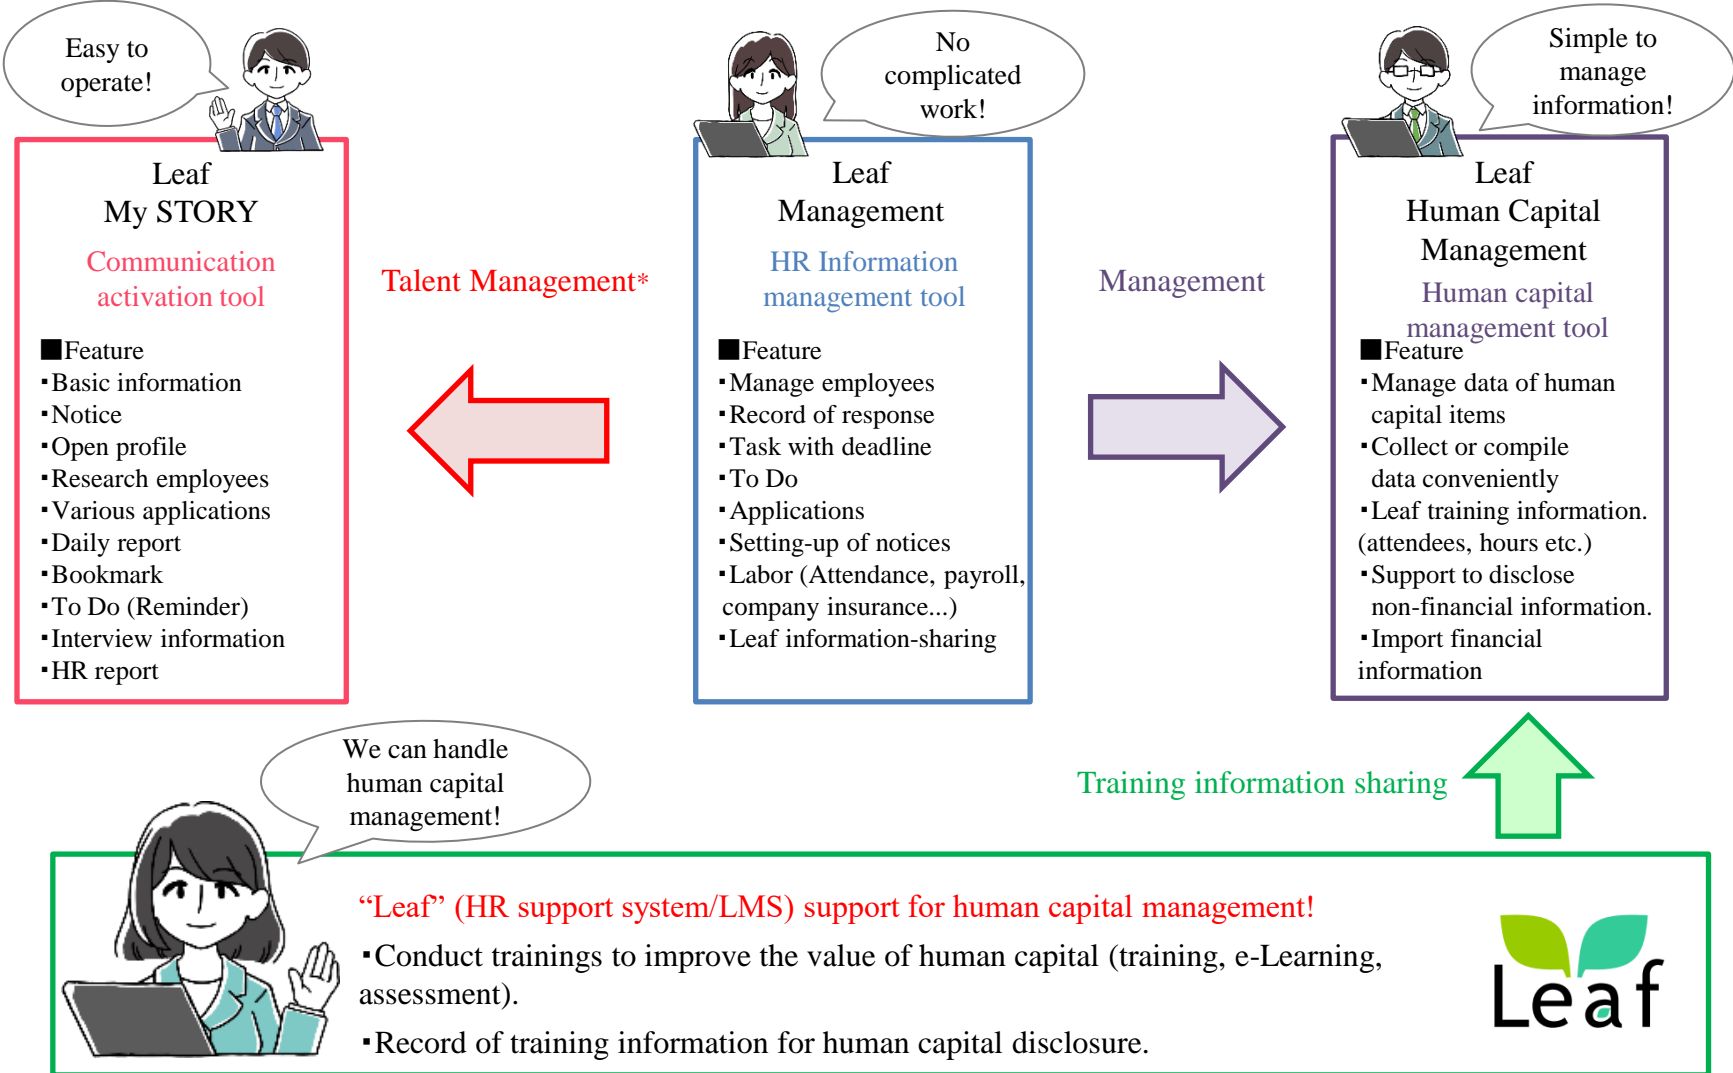 Easy to
operate!
No
complicated
work!
Simple to
manage
information!
Leaf
My STORY
Communication
activation tool
■Feature
▪Basic information
▪Notice
▪Open profile
▪Research employees
▪Various applications
▪Daily report
▪Bookmark
▪To Do (Reminder)
▪Interview information
▪HR report
Talent Management*
Leaf
Management
HR Information
management tool
■Feature
▪Manage employees
▪Record of response
▪Task with deadline
▪To Do
▪Applications
▪Setting-up of notices
▪Labor (Attendance, payroll,
company insurance...)
▪Leaf information-sharing
Management
Leaf
Human Capital
Management
Human capital
management tool
■Feature
▪Manage data of human
capital items
▪Collect or compile
data conveniently
▪Leaf training information.
(attendees, hours etc.)
▪Support to disclose
non-financial information.
▪Import financial
information
We can handle
human capital
management!
Training information sharing
“Leaf” (HR support system/LMS) support for human capital management!
▪Conduct trainings to improve the value of human capital (training, e-Learning,
assessment).
▪Record of training information for human capital disclosure.
Leaf